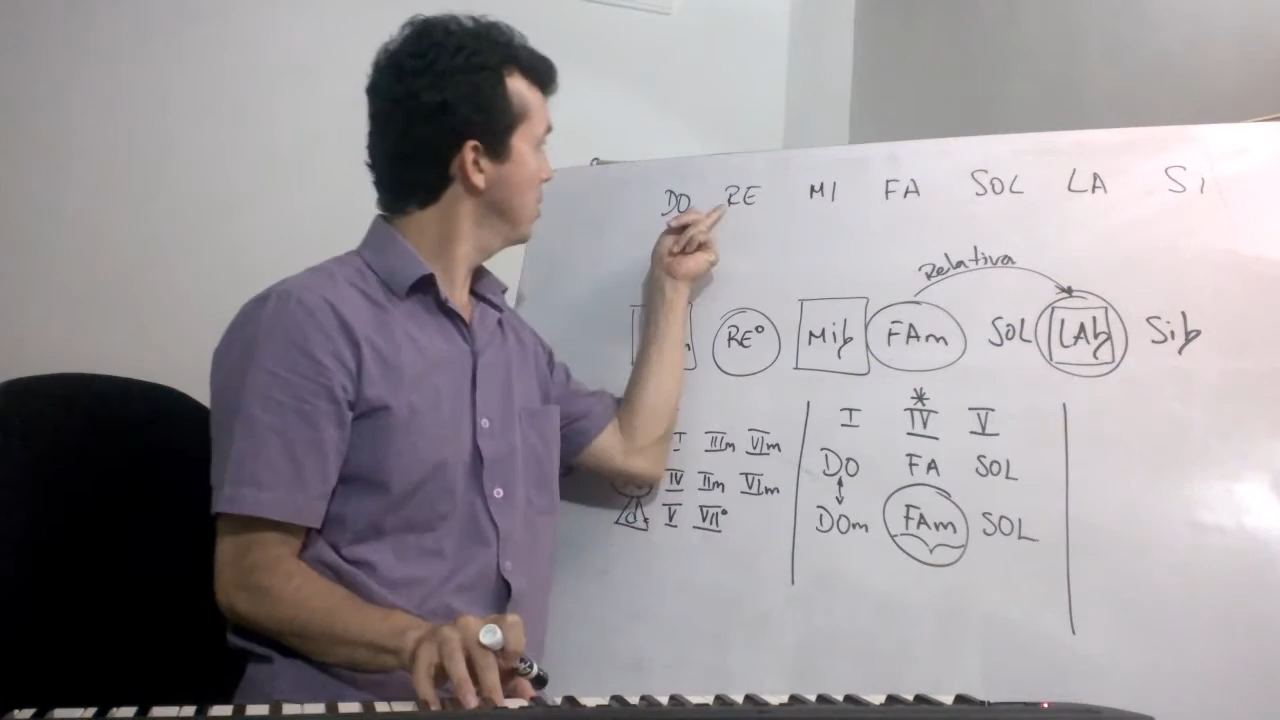 DO RE MI FA SOL LA SI
Relativa
RE° MIb FAm SOL LAb SIb
I IIIm VIm
IV IIm VIm
V VII°
*
I IV V
DO FA SOL
DOm FAm SOL